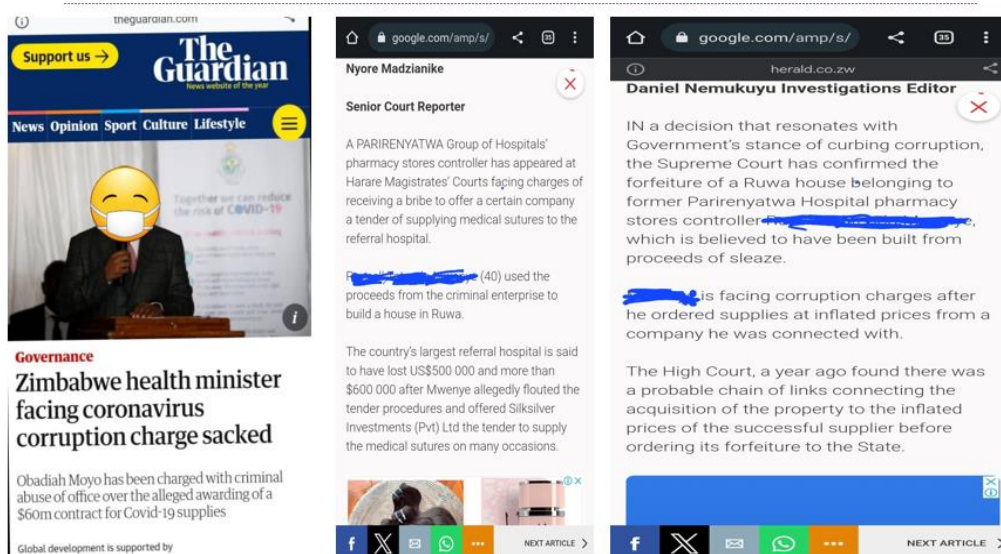 theguardian.com
Support us →
The
Guardian
News website of the year
News Opinion Sport Culture Lifestyle
Together we can reduce
the risk of COVID-19
Governance
Zimbabwe health minister
facing coronavirus
corruption charge sacked
Obadiah Moyo has been charged with criminal
abuse of office over the alleged awarding of a
$60m contract for Covid-19 supplies
Global development is supported by
google.com/amp/s/
35
Nyore Madzianike
Senior Court Reporter
A PARIRENYATWA Group of Hospitals'
pharmacy stores controller has appeared at
Harare Magistrates' Courts facing charges of
receiving a bribe to offer a certain company
a tender of supplying medical sutures to the
referral hospital.
(40) used the
proceeds from the criminal enterprise to
build a house in Ruwa.
The country's largest referral hospital is said
to have lost US$500 000 and more than
$600 000 after Mwenye allegedly flouted the
tender procedures and offered Silksilver
Investments (Pvt) Ltd the tender to supply
the medical sutures on many occasions.
NEXT ARTICLE
google.com/amp/s/
35
herald.co.zw
Daniel Nemukuyu Investigations Editor
IN a decision that resonates with
Government's stance of curbing corruption,
the Supreme Court has confirmed the
forfeiture of a Ruwa house belonging to
former Parirenyatwa Hospital pharmacy
stores controller
which is believed to have been built from
proceeds of sleaze.
is facing corruption charges after
he ordered supplies at inflated prices from a
company he was connected with.
The High Court, a year ago found there was
a probable chain of links connecting the
acquisition of the property to the inflated
prices of the successful supplier before
ordering its forfeiture to the State.
NEXT ARTICLE